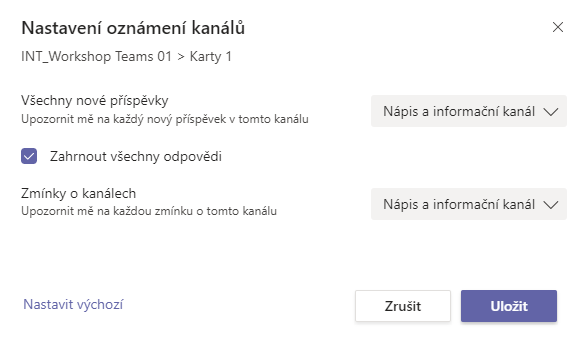 Nastavení oznámení kanálů
INT_Workshop Teams 01 > Karty 1
Všechny nové příspěvky
Upozornit mě na každý nový příspěvek v tomto kanálu
Nápis a informační kanál
Zahrnout všechny odpovědi
Zmínky o kanálech
Upozornit mě na každou zmínku o tomto kanálu
Nápis a informační kanál
Nastavit výchozí
Zrušit
Uložit